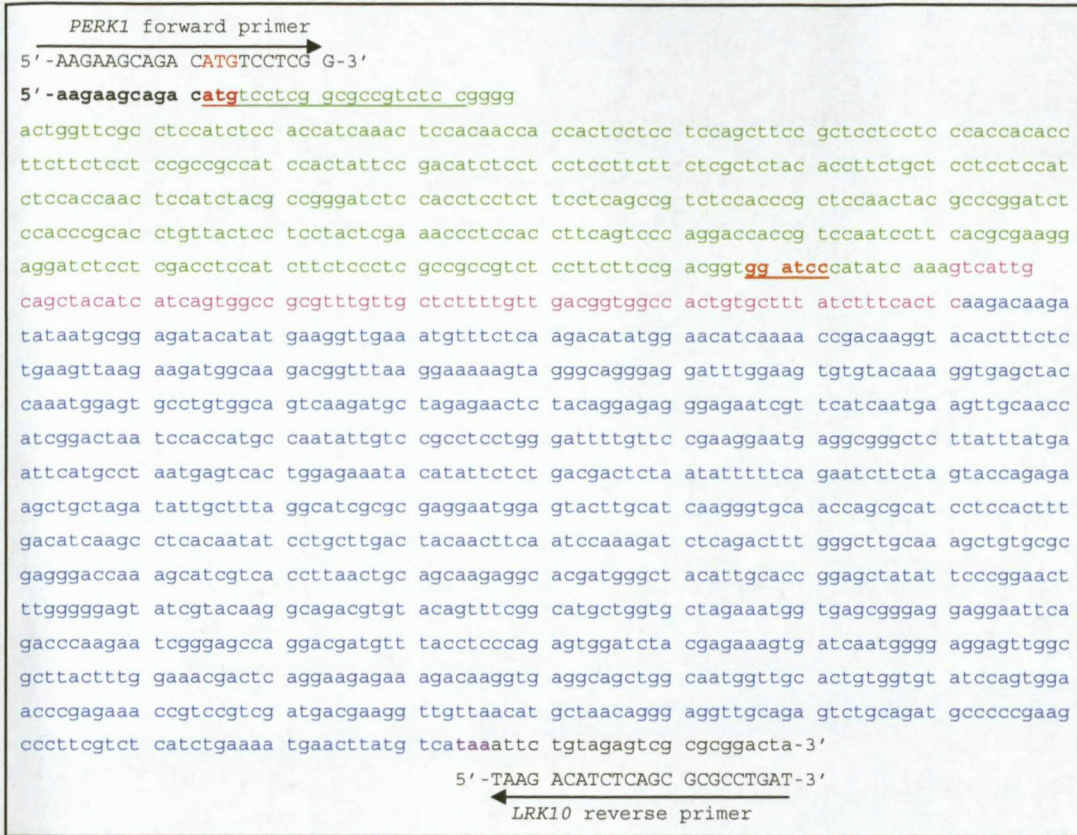 PERK1 forward primer
5′-AAGAAGCAGA CATGTCCTCG G-3′
5′-aagaagcaga catgtcctcg gcgccgtctc cgggg
actggttcgc ctccatctcc accatcaaac tccacaacca ccactcctcc tccagcttcc gctcctcctc ccaccacacc
ttcttctcct ccgccgccat ccactattcc gacatctcct cctccttctt ctcgctctac accttctgct cctcctccat
ctccaccaac tccatctacg ccgggatctc cacctcctct tcctcagccg tctccacccg ctccaactac gcccggatct
ccacccgcac ctgttactcc tcctactcga aaccctccac cttcagtccc aggaccaccg tccaatcctt cacgcgaagg
aggatctcct cgacctccat cttctccctc gccgccgtct ccttcttccg acggtgg atcccatatc aaagtcattg
cagctacatc atcagtggcc gcgtttgttg ctcttttgtt gacggtggcc actgtgcttt atctttcact caagacaaga
tataatgcgg agatacatat gaaggttgaa atgtttctca agacatatgg aacatcaaaa ccgacaaggt acactttctc
tgaagttaag aagatggcaa gacggtttaa ggaaaaagta gggcagggag gatttggaag tgtgtacaaa ggtgagctac
caaatggagt gcctgtggca gtcaagatgc tagagaactc tacaggagag ggagaatcgt tcatcaatga agttgcaacc
atcggactaa tccaccatgc caatattgtc cgcctcctgg gattttgttc cgaaggaatg aggcgggctc ttatttatga
attcatgcct aatgagtcac tggagaaata catattctct gacgactcta atatttttca gaatcttcta gtaccagaga
agctgctaga tattgcttta ggcatcgcgc gaggaatgga gtacttgcat caagggtgca accagcgcat cctccacttt
gacatcaagc ctcacaatat cctgcttgac tacaacttca atccaaagat ctcagacttt gggcttgcaa agctgtgcgc
gagggaccaa agcatcgtca ccttaactgc agcaagaggc acgatgggct acattgcacc ggagctatat tcccggaact
ttgggggagt atcgtacaag gcagacgtgt acagtttcgg catgctggtg ctagaaatgg tgagcgggag gaggaattca
gacccaagaa tcgggagcca ggacgatgtt tacctcccag agtggatcta cgagaaagtg atcaatgggg aggagttggc
gcttactttg gaaacgactc aggaagagaa agacaaggtg aggcagctgg caatggttgc actgtggtgt atccagtgga
acccgagaaa ccgtccgtcg atgacgaagg ttgttaacat gctaacaggg aggttgcaga gtctgcagat gcccccgaag
cccttcgtct catctgaaaa tgaacttatg tcataaattc tgtagagtcg cgcggacta-3′
5′-TAAG ACATCTCAGC GCGCCTGAT-3′
LRK10 reverse primer